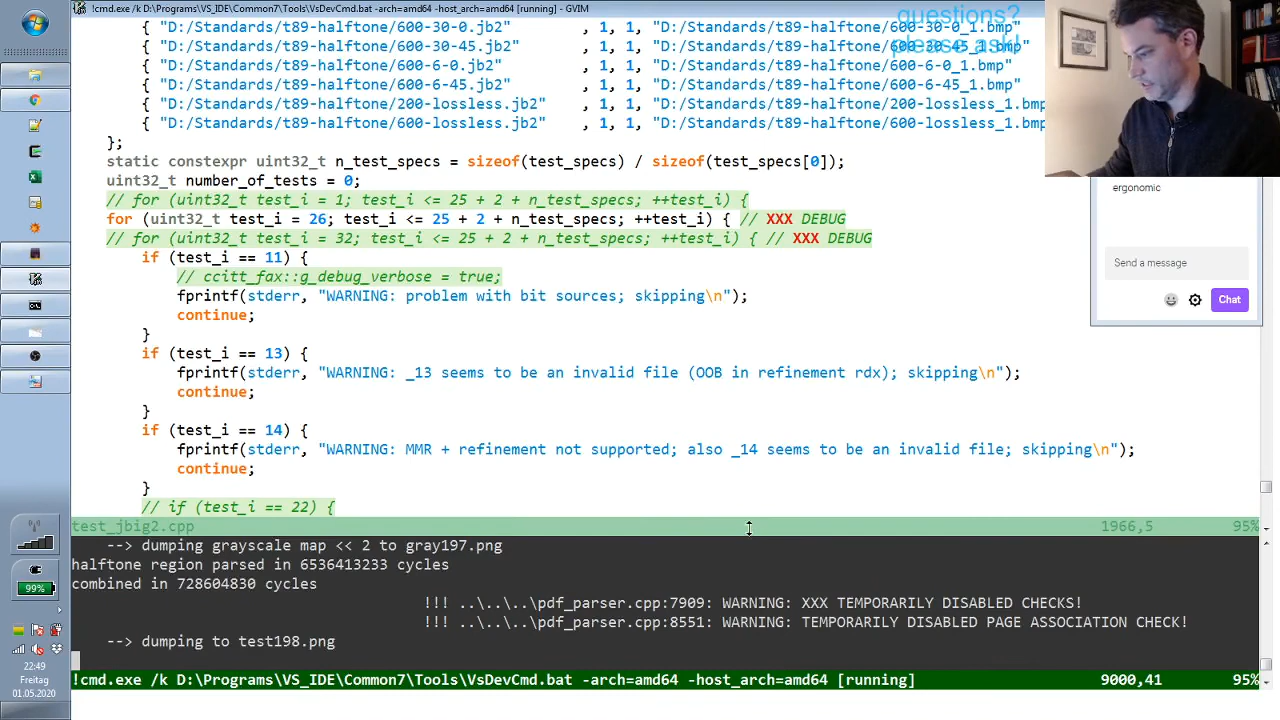 !cmd.exe /k D:\Programs\VS_IDE\Common7\Tools\VsDevCmd.bat -arch=amd64 -host_arch=amd64 [running] - GVIM
questions?
please ask!
{ "D:/Standards/t89-halftone/600-30-0.jb2"      , 1, 1, "D:/Standards/t89-halftone/600-30-0_1.bmp
{ "D:/Standards/t89-halftone/600-30-45.jb2"     , 1, 1, "D:/Standards/t89-halftone/600-30-45_1.bmp"
{ "D:/Standards/t89-halftone/600-6-0.jb2"       , 1, 1, "D:/Standards/t89-halftone/600-6-0_1.bmp"
{ "D:/Standards/t89-halftone/600-6-45.jb2"      , 1, 1, "D:/Standards/t89-halftone/600-6-45_1.bmp"
{ "D:/Standards/t89-halftone/200-lossless.jb2"  , 1, 1, "D:/Standards/t89-halftone/200-lossless_1.bmp
{ "D:/Standards/t89-halftone/600-lossless.jb2"  , 1, 1, "D:/Standards/t89-halftone/600-lossless_1.bmp
};
static constexpr uint32_t n_test_specs = sizeof(test_specs) / sizeof(test_specs[0]);
uint32_t number_of_tests = 0;
// for (uint32_t test_i = 1; test_i <= 25 + 2 + n_test_specs; ++test_i) {
for (uint32_t test_i = 26; test_i <= 25 + 2 + n_test_specs; ++test_i) { // XXX DEBUG
// for (uint32_t test_i = 32; test_i <= 25 + 2 + n_test_specs; ++test_i) { // XXX DEBUG
if (test_i == 11) {
// ccitt_fax::g_debug_verbose = true;
fprintf(stderr, "WARNING: problem with bit sources; skipping\n");
continue;
}
if (test_i == 13) {
fprintf(stderr, "WARNING: _13 seems to be an invalid file (OOB in refinement rdx); skipping\n");
continue;
}
if (test_i == 14) {
fprintf(stderr, "WARNING: MMR + refinement not supported; also _14 seems to be an invalid file; skipping\n");
continue;
}
// if (test_i == 22) {
test_jbig2.cpp 1966,5 95%
--> dumping grayscale map << 2 to gray197.png
halftone region parsed in 6536413233 cycles
combined in 728604830 cycles
!!! ..\..\..\pdf_parser.cpp:7909: WARNING: XXX TEMPORARILY DISABLED CHECKS!
!!! ..\..\..\pdf_parser.cpp:8551: WARNING: TEMPORARILY DISABLED PAGE ASSOCIATION CHECK!
--> dumping to test198.png
!cmd.exe /k D:\Programs\VS_IDE\Common7\Tools\VsDevCmd.bat -arch=amd64 -host_arch=amd64 [running] 9000,41 95%
ergonomic
Send a message
Chat
99%
22:49
Freitag
01.05.2020